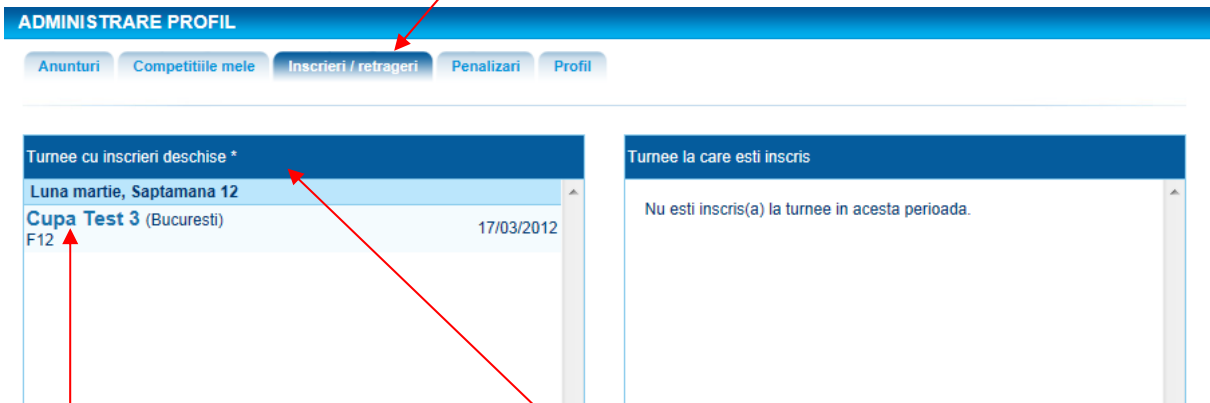 ADMINISTRARE PROFIL
Anunturi Competitiile mele Inscrieri / retrageri Penalizari Profil
Turnee cu inscrieri deschise *
Luna martie, Saptamana 12
Cupa Test 3 (Bucuresti)
F12
17/03/2012
Turnee la care esti inscris
Nu esti inscris(a) la turnee in acesta perioada.